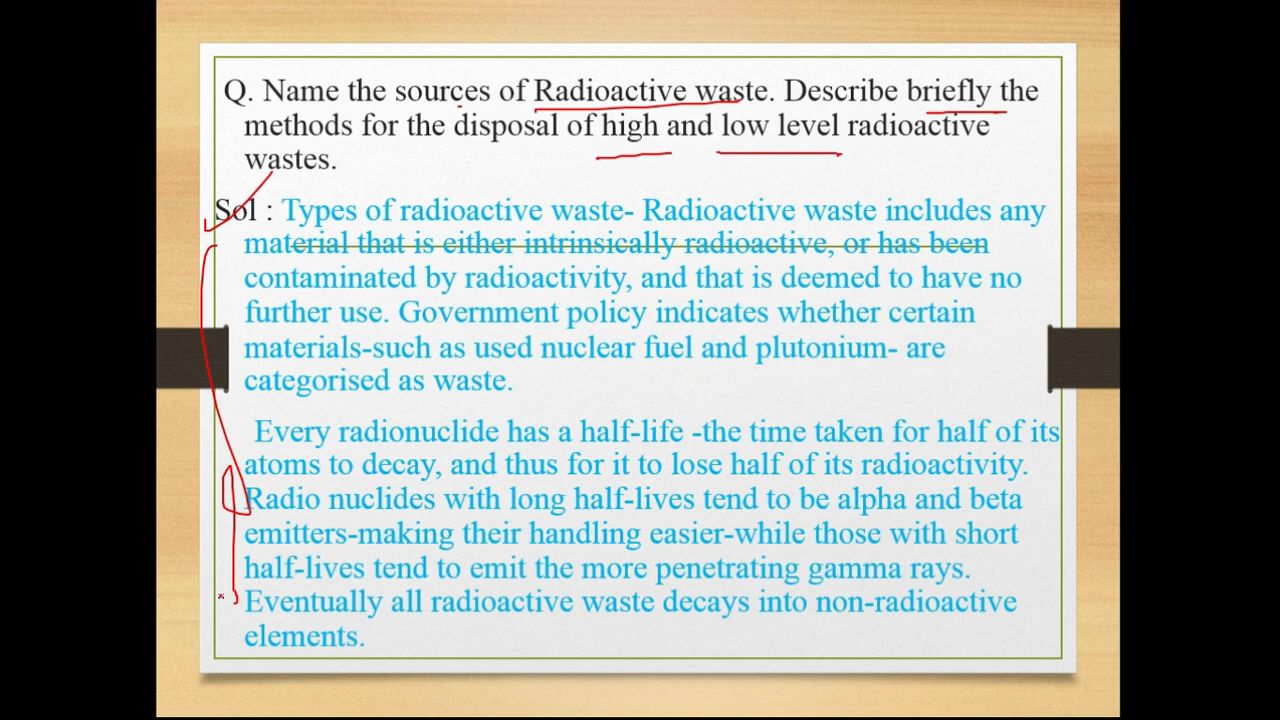 Q. Name the sources of Radioactive waste. Describe briefly the
methods for the disposal of high and low level radioactive
wastes.
Sol : Types of radioactive waste- Radioactive waste includes any
material that is either intrinsically radioactive, or has been
contaminated by radioactivity, and that is deemed to have no
further use. Government policy indicates whether certain
materials-such as used nuclear fuel and plutonium- are
categorised as waste.
Every radionuclide has a half-life -the time taken for half of its
atoms to decay, and thus for it to lose half of its radioactivity.
Radio nuclides with long half-lives tend to be alpha and beta
emitters-making their handling easier-while those with short
half-lives tend to emit the more penetrating gamma rays.
Eventually all radioactive waste decays into non-radioactive
elements.